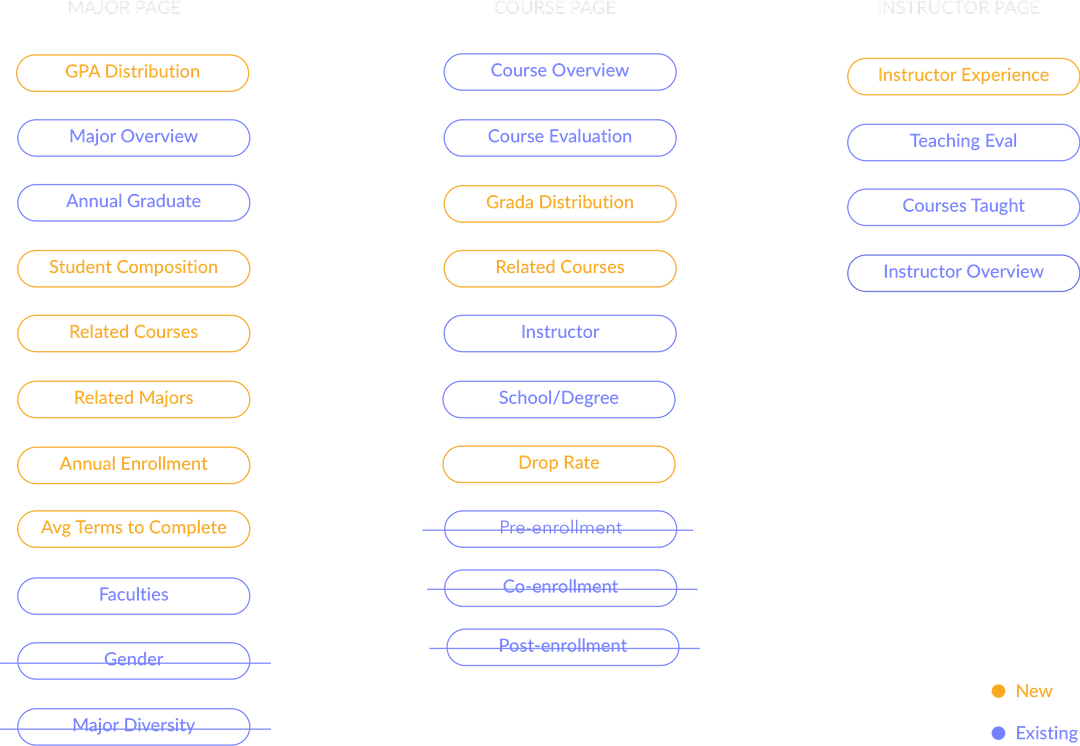 MAJOR PAGE
GPA Distribution
Major Overview
Annual Graduate
Student Composition
Related Courses
Related Majors
Annual Enrollment
Avg Terms to Complete
Faculties
Gender
Major Diversity
COURSE PAGE
Course Overview
Course Evaluation
Grada Distribution
Related Courses
Instructor
School/Degree
Drop Rate
Pre-enrollment
Co-enrollment
Post-enrollment
INSTRUCTOR PAGE
Instructor Experience
Teaching Eval
Courses Taught
Instructor Overview
New
Existing